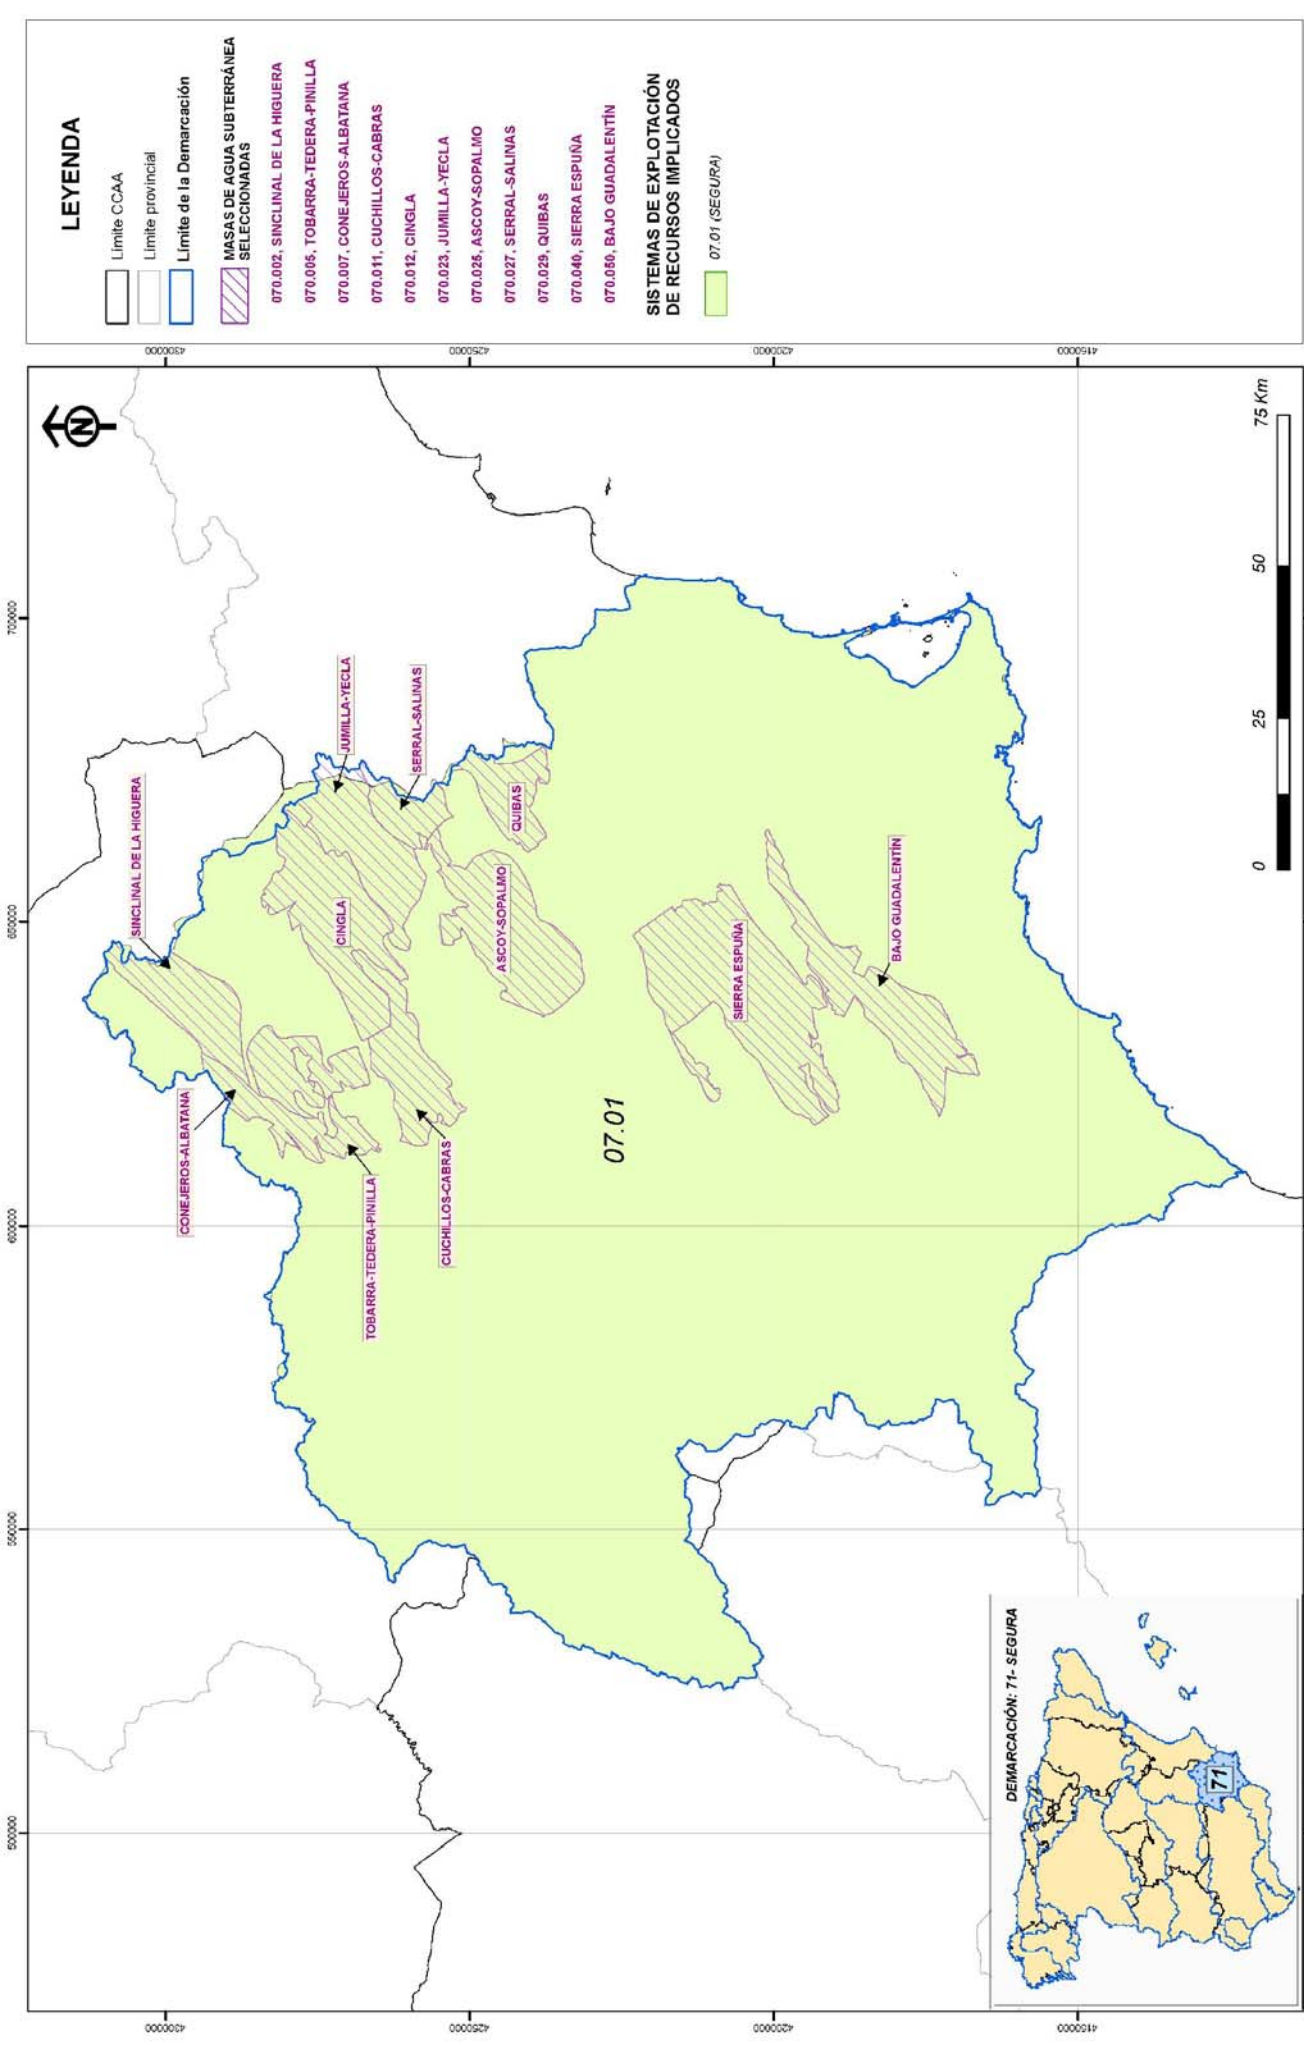 LEYENDA
Límite CCAA
Límite provincial
Límite de la Demarcación
MASAS DE AGUA SUBTERRÁNEA
SELECCIONADAS
070.002, SINCLINAL DE LA HIGUERA
070.005, TOBARRA-TEDERA-PINILLA
070.007, CONEJEROS-ALBATANA
070.011, CUCHILLOS-CABRAS
070.012, CINGLA
070.023, JUMILLA-YECLA
070.025, ASCOY-SOPALMO
070.027, SERRAL-SALINAS
070.029, QUIBAS
070.040, SIERRA ESPUÑA
070.050, BAJO GUADALENTÍN
SISTEMAS DE EXPLOTACIÓN
DE RECURSOS IMPLICADOS
07.01 (SEGURA)
500000
550000
600000
650000
700000
4300000
4250000
4200000
4150000
4300000
4250000
4200000
4150000
N
SINCLINAL DE LA HIGUERA
CONEJEROS-ALBATANA
TOBARRA-TEDERA-PINILLA
CUCHILLOS-CABRAS
CINGLA
JUMILLA-YECLA
SERRAL-SALINAS
ASCOY-SOPALMO
QUIBAS
SIERRA ESPUÑA
BAJO GUADALENTÍN
07.01
0 25 50 75 Km
DEMARCACIÓN: 71- SEGURA
71